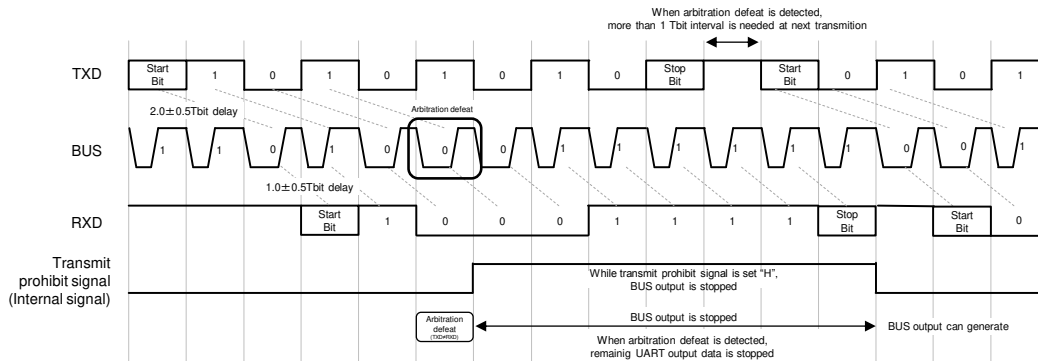 When arbitration defeat is detected,
more than 1 Tbit interval is needed at next transmition
TXD
Start Bit 1 0 1 0 1 0 1 0 Stop Bit Start Bit 0 1 0 1
2.0±0.5Tbit delay
Arbitration defeat
BUS
1 1 0 1 0 0 0 1 1 1 1 1 1 0 0 1
1.0±0.5Tbit delay
RXD
Start Bit 1 0 0 0 1 1 1 1 Stop Bit Start Bit 0
Transmit
prohibit signal
(Internal signal)
While transmit prohibit signal is set "H",
BUS output is stopped
Arbitration
defeat
(TXD≠RXD)
BUS output is stopped
BUS output can generate
When arbitration defeat is detected,
remainig UART output data is stopped